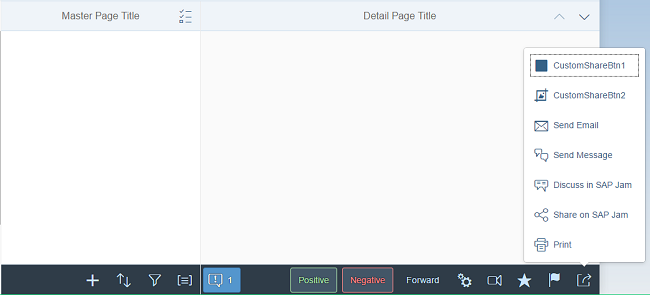 Master Page Title
Detail Page Title
CustomShareBtn1
CustomShareBtn2
Send Email
Send Message
Discuss in SAP Jam
Share on SAP Jam
Print
1
Positive
Negative
Forward